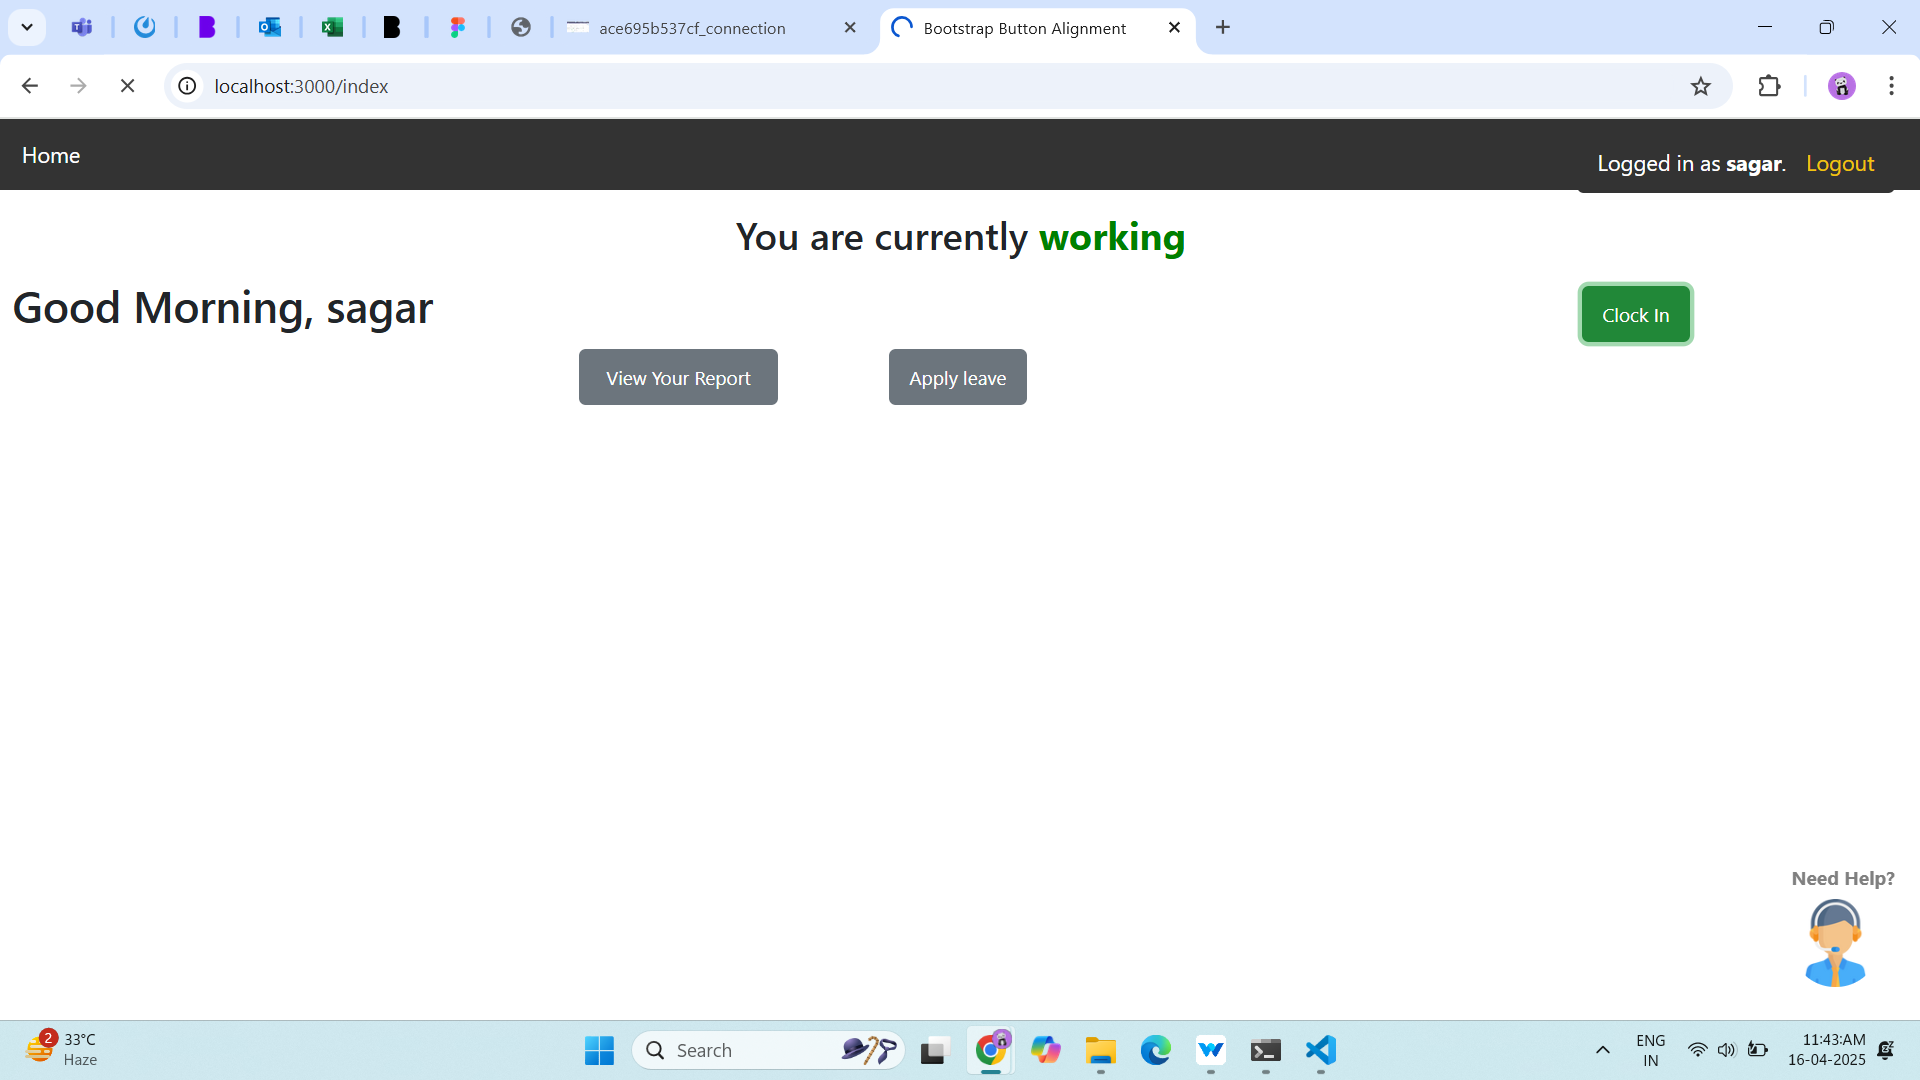 ace695b537cf_connection
Bootstrap Button Alignment
localhost:3000/index
Home
Logged in as sagar. Logout
You are currently working
Good Morning, sagar
Clock In
View Your Report
Apply leave
Need Help?
2
33°C
Haze
Search
ENG
IN
11:43:AM
16-04-2025